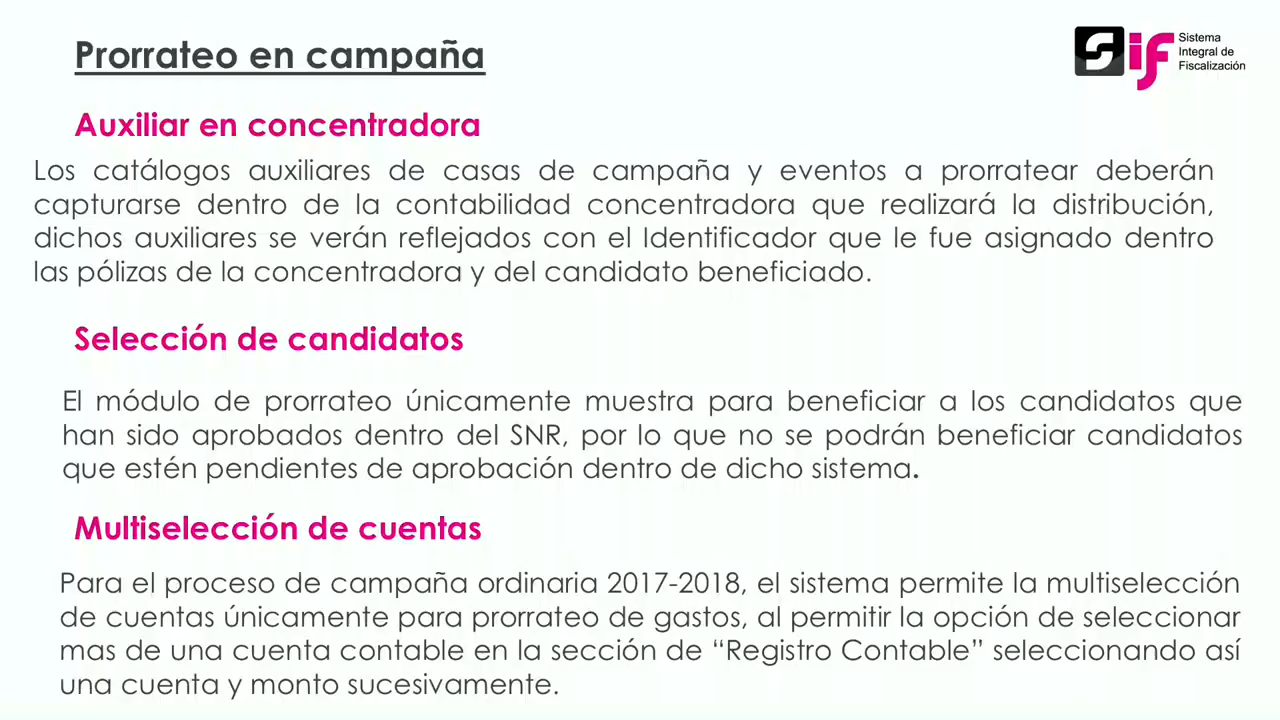 Prorrateo en campaña
Sif
Sistema
Integral de
Fiscalización
Auxiliar en concentradora
Los catálogos auxiliares de casas de campaña y eventos a prorratear deberán
capturarse dentro de la contabilidad concentradora que realizará la distribución,
dichos auxiliares se verán reflejados con el Identificador que le fue asignado dentro
las pólizas de la concentradora y del candidato beneficiado.
Selección de candidatos
El módulo de prorrateo únicamente muestra para beneficiar a los candidatos que
han sido aprobados dentro del SNR, por lo que no se podrán beneficiar candidatos
que estén pendientes de aprobación dentro de dicho sistema.
Multiselección de cuentas
Para el proceso de campaña ordinaria 2017-2018, el sistema permite la multiselección
de cuentas únicamente para prorrateo de gastos, al permitir la opción de seleccionar
mas de una cuenta contable en la sección de “Registro Contable” seleccionando así
una cuenta y monto sucesivamente.